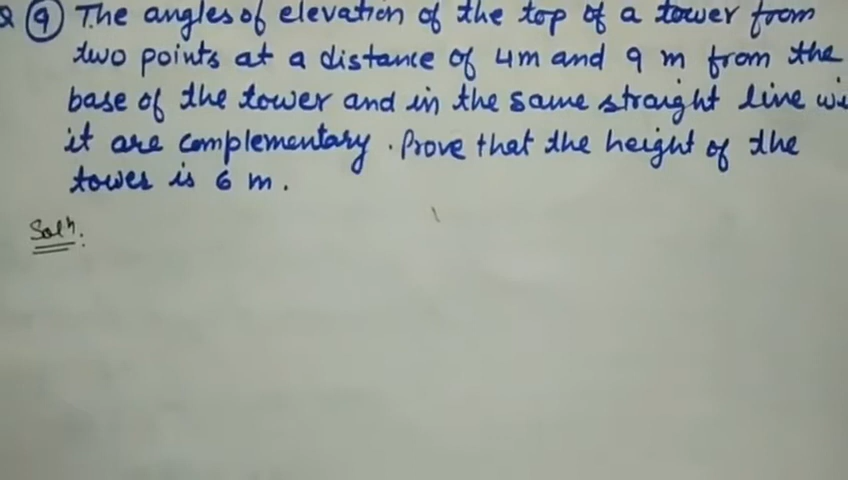 Q 9 The angles of elevation of the top of a tower from
two points at a distance of 4m and 9 m from the
base of the tower and in the same straight line wi
it are complementary. Prove that the height of the
tower is 6 m.
Solⁿ.